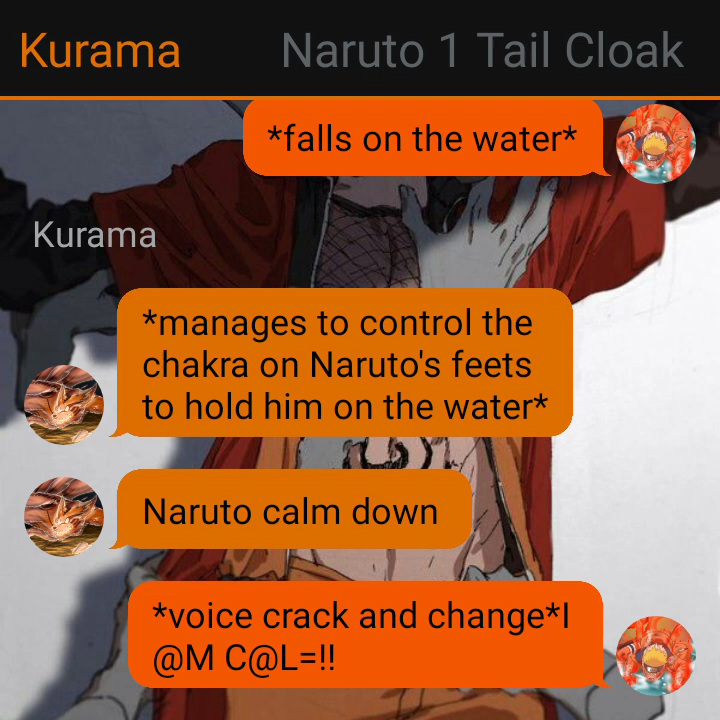 Kurama Naruto 1 Tail Cloak
*falls on the water*
Kurama
*manages to control the
chakra on Naruto's feets
to hold him on the water*
Naruto calm down
*voice crack and change*I
@M C@L=!!